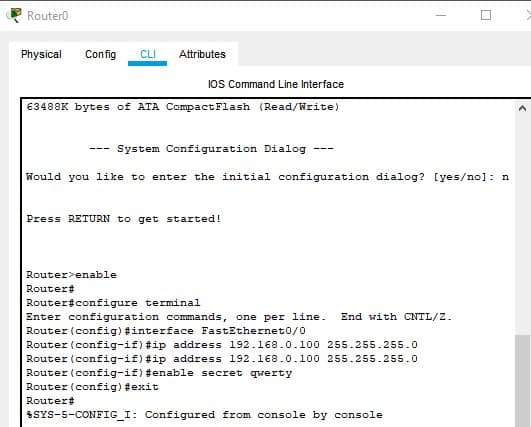 Router0
Physical Config CLI Attributes
IOS Command Line Interface
63488K bytes of ATA CompactFlash (Read/Write)
--- System Configuration Dialog ---
Would you like to enter the initial configuration dialog? [yes/no]: n
Press RETURN to get started!
Router>enable
Router#
Router#configure terminal
Enter configuration commands, one per line. End with CNTL/Z.
Router(config)#interface FastEthernet0/0
Router(config-if)#ip address 192.168.0.100 255.255.255.0
Router(config-if)#ip address 192.168.0.100 255.255.255.0
Router(config-if)#enable secret qwerty
Router(config)#exit
Router#
%SYS-5-CONFIG_I: Configured from console by console